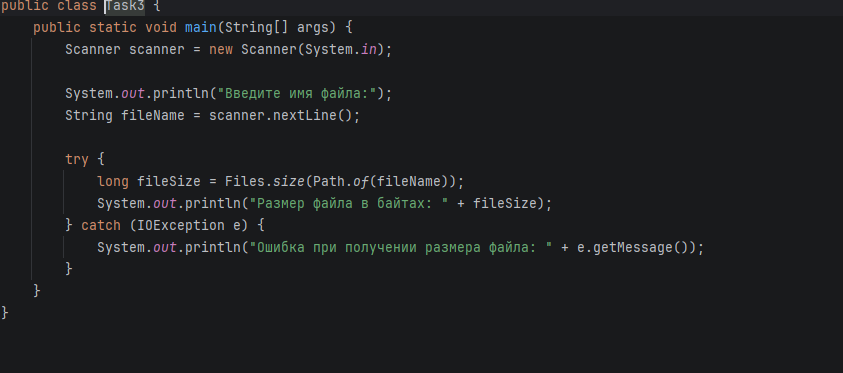 public class Task3 {
    public static void main(String[] args) {
        Scanner scanner = new Scanner(System.in);

        System.out.println("Введите имя файла:");
        String fileName = scanner.nextLine();

        try {
            long fileSize = Files.size(Path.of(fileName));
            System.out.println("Размер файла в байтах: " + fileSize);
        } catch (IOException e) {
            System.out.println("Ошибка при получении размера файла: " + e.getMessage());
        }
    }
}